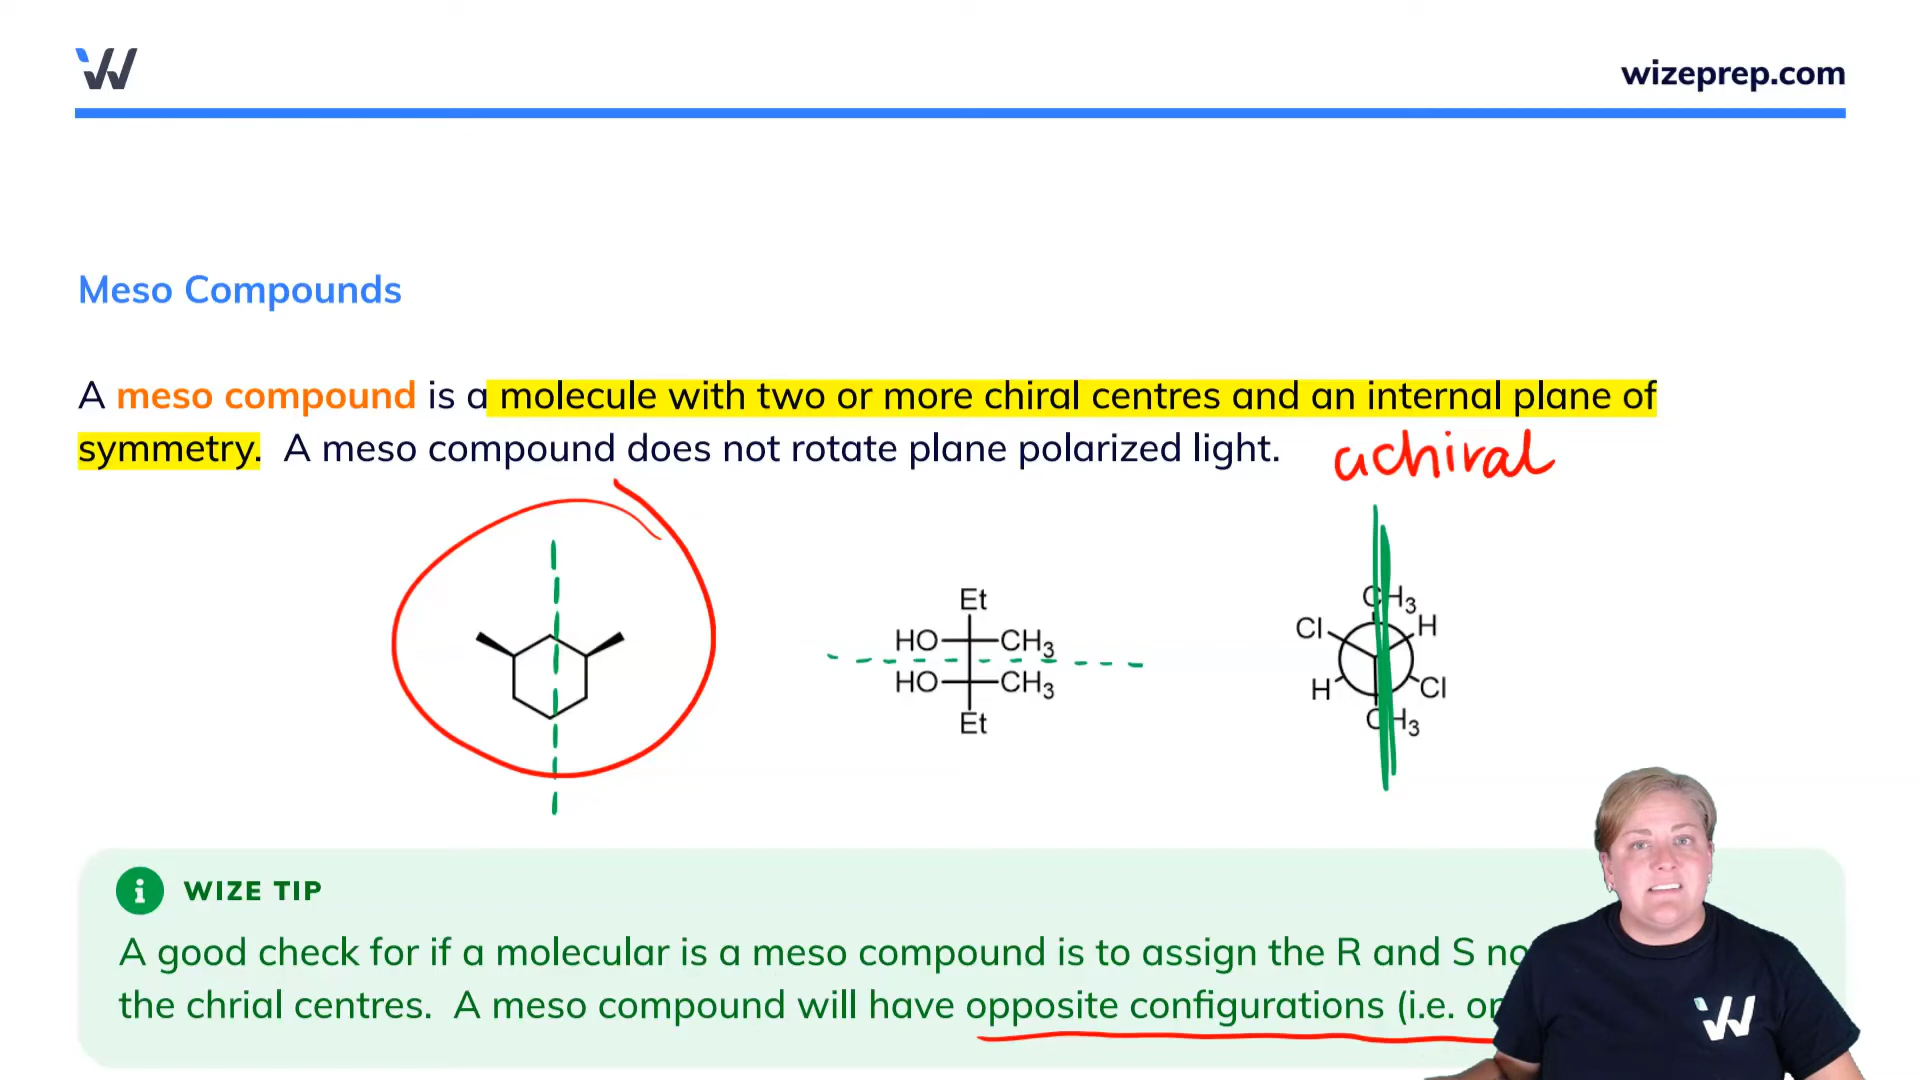 wizeprep.com
Meso Compounds
A meso compound is a molecule with two or more chiral centres and an internal plane of
symmetry. A meso compound does not rotate plane polarized light.
achiral
Et
HO CH3
HO CH3
Et
CH3
Cl H
H Cl
CH3
WIZE TIP
A good check for if a molecular is a meso compound is to assign the R and S
the chrial centres. A meso compound will have opposite configurations (i.e.